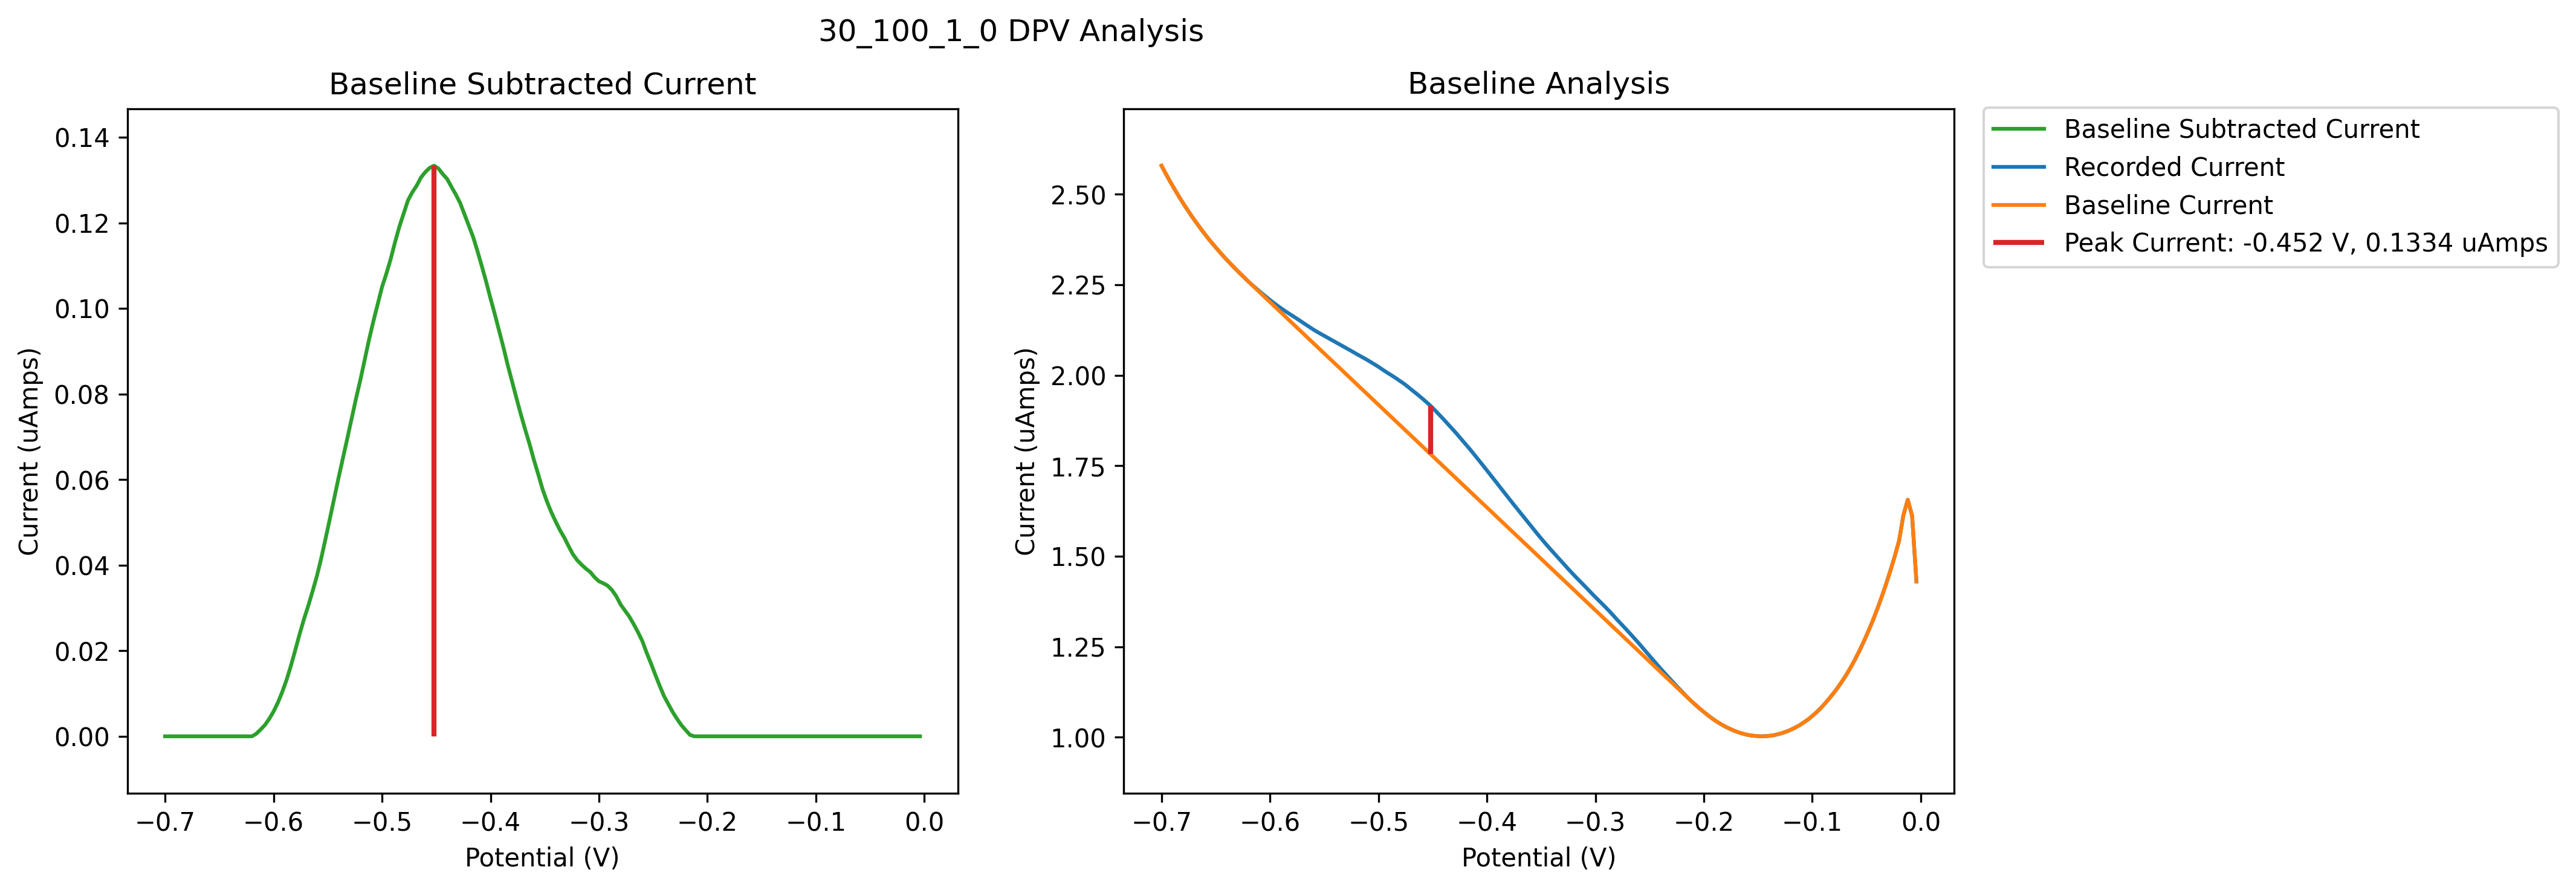 30_100_1_0 DPV Analysis
Baseline Subtracted Current
0.14
0.12
0.10
0.08
0.06
0.04
0.02
0.00
Current (uAmps)
−0.7 −0.6 −0.5 −0.4 −0.3 −0.2 −0.1 0.0
Potential (V)
Baseline Analysis
2.50
2.25
2.00
1.75
1.50
1.25
1.00
Current (uAmps)
−0.7 −0.6 −0.5 −0.4 −0.3 −0.2 −0.1 0.0
Potential (V)
Baseline Subtracted Current
Recorded Current
Baseline Current
Peak Current: -0.452 V, 0.1334 uAmps